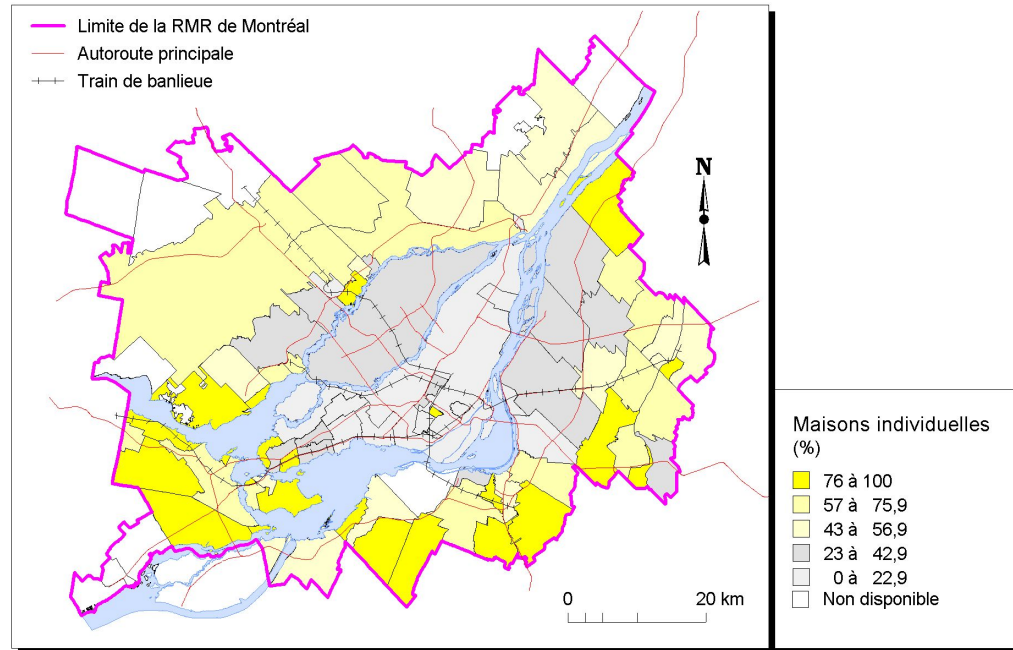 Limite de la RMR de Montréal
Autoroute principale
Train de banlieue
N
0 20 km
Maisons individuelles
(%)
76 à 100
57 à 75,9
43 à 56,9
23 à 42,9
0 à 22,9
Non disponible